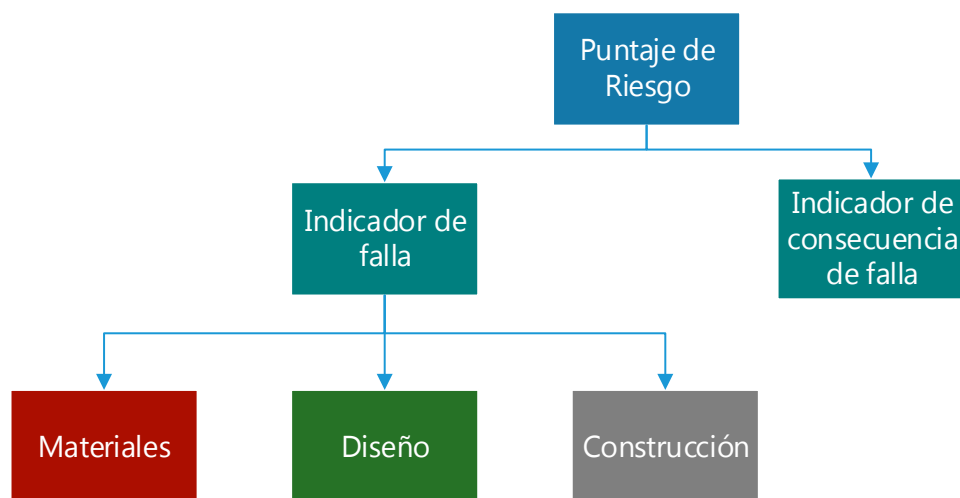 Puntaje de
Riesgo
Indicador de
falla
Indicador de
consecuencia
de falla
Materiales
Diseño
Construcción